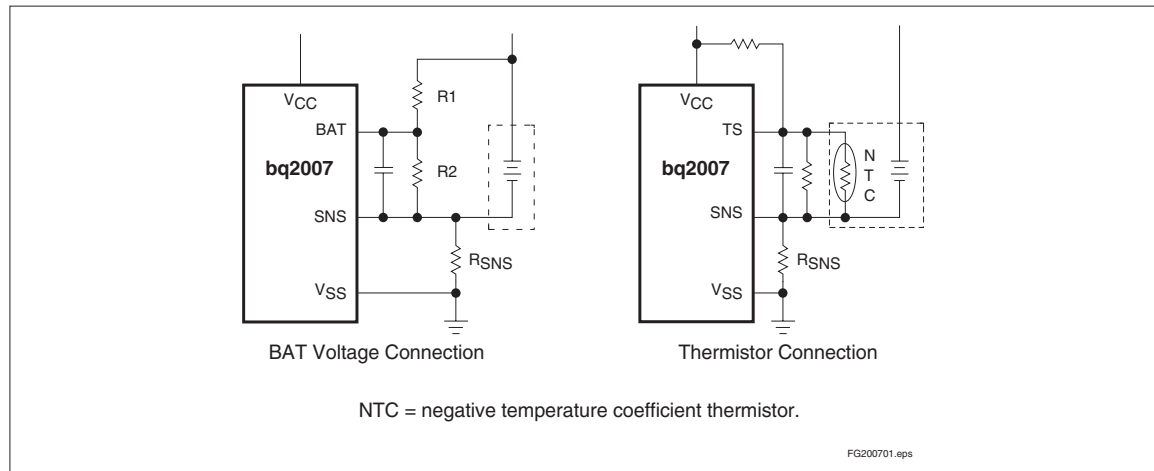 VCC
BAT
bq2007
SNS
VSS
R1
R2
RSNS
BAT Voltage Connection
VCC
TS
bq2007
SNS
VSS
N
T
C
RSNS
Thermistor Connection
NTC = negative temperature coefficient thermistor.
FG200701.eps